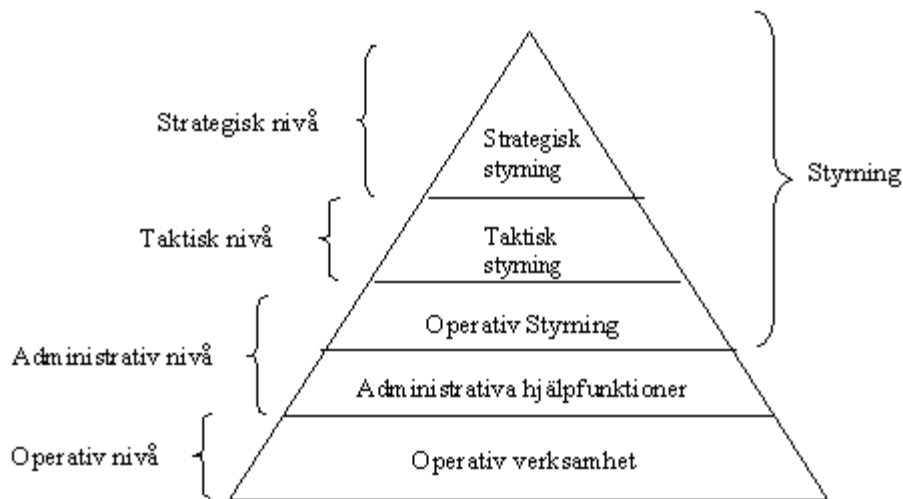 Strategisk nivå
Strategisk
styrning
Styrning
Taktisk nivå
Taktisk
styrning
Operativ Styrning
Administrativ nivå
Administrativa hjälpfunktioner
Operativ nivå
Operativ verksamhet